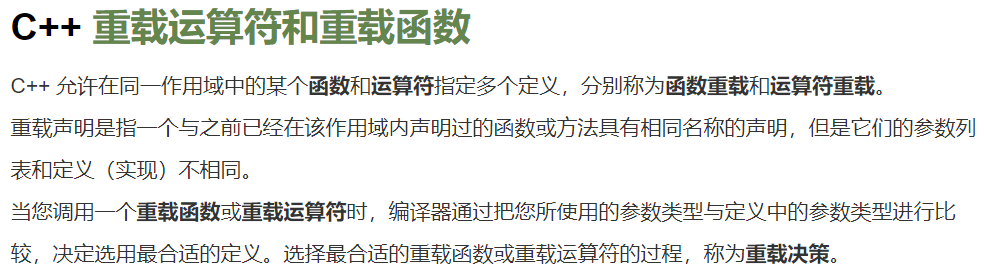 C++ 重载运算符和重载函数
C++ 允许在同一作用域中的某个函数和运算符指定多个定义，分别称为函数重载和运算符重载。
重载声明是指一个与之前已经在该作用域内声明过的函数或方法具有相同名称的声明，但是它们的参数列
表和定义（实现）不相同。
当您调用一个重载函数或重载运算符时，编译器通过把您所使用的参数类型与定义中的参数类型进行比
较，决定选用最合适的定义。选择最合适的重载函数或重载运算符的过程，称为重载决策。